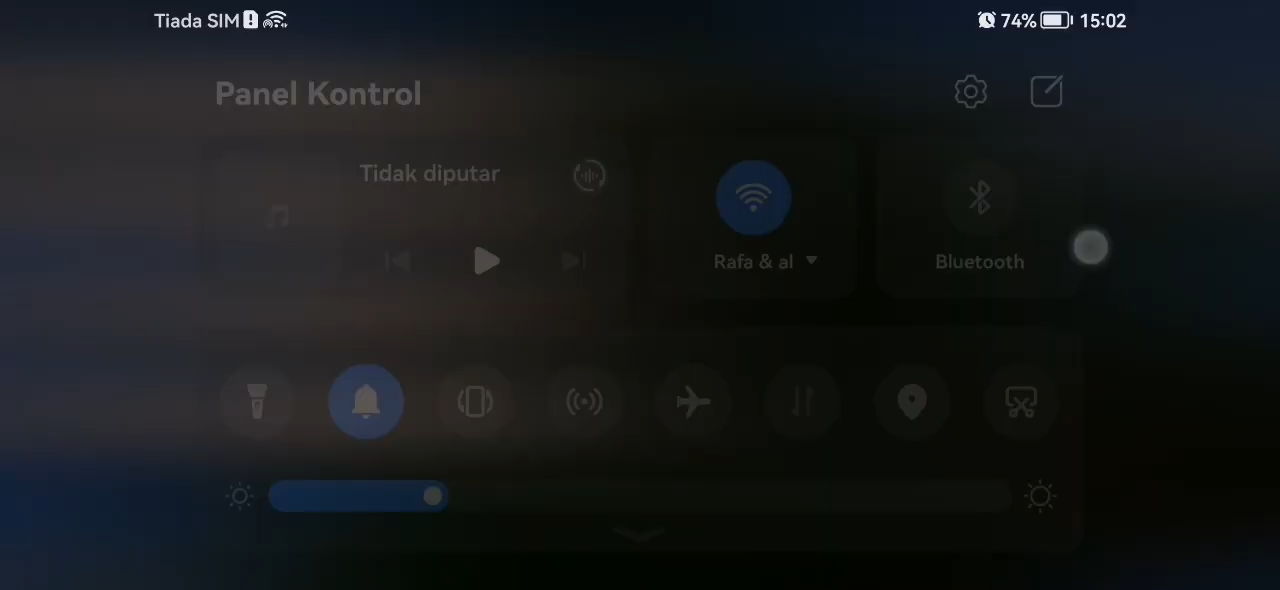 Tiada SIM 74% 15:02
Panel Kontrol
Tidak diputar
Rafa & al
Bluetooth